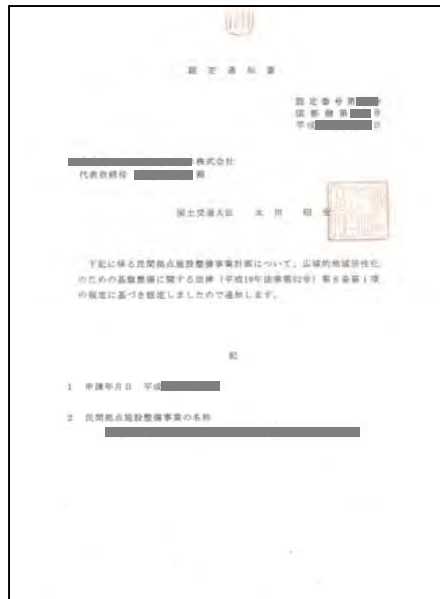 認定通知書
認定番号第 号
国都 第 号
平成 日
株式会社
代表取締役 殿
国土交通大臣 太田 昭宏
下記に係る民間拠点施設整備事業計画について、広域的地域活性化
のための基盤整備に関する法律（平成19年法律第52号）第8条第1項
の規定に基づき認定しましたので通知します。
記
1 申請年月日 平成
2 民間拠点施設整備事業の名称